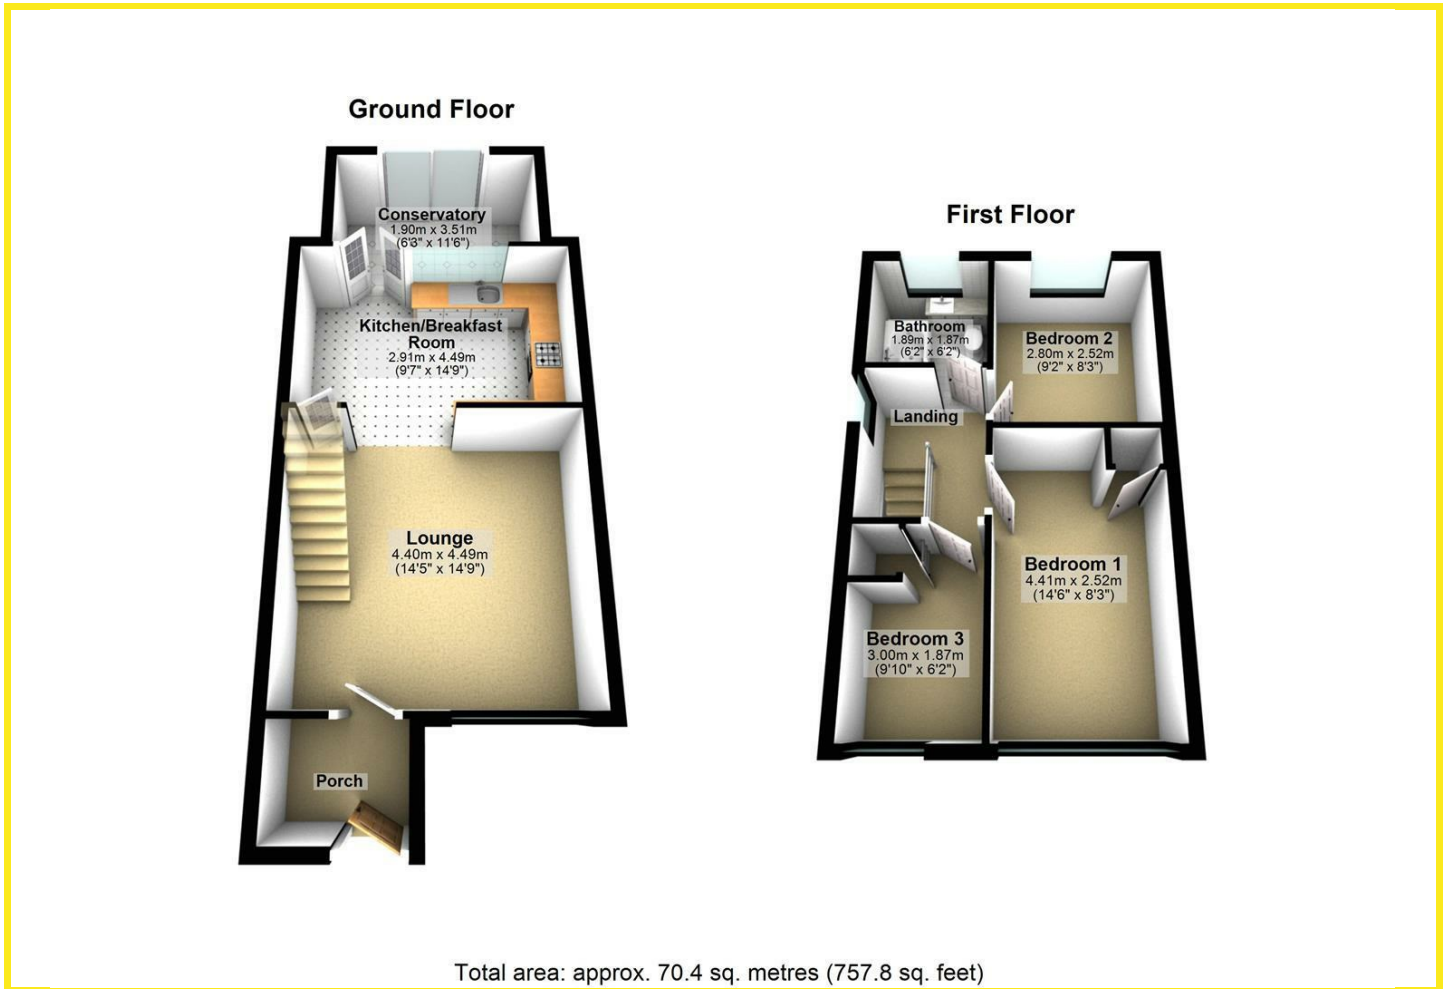 Ground Floor
Conservatory
1.90m x 3.51m
(6'3" x 11'6")
Kitchen/Breakfast
Room
2.91m x 4.49m
(9'7" x 14'9")
Lounge
4.40m x 4.49m
(14'5" x 14'9")
Porch
First Floor
Bathroom
1.89m x 1.87m
(6'2" x 6'2")
Bedroom 2
2.80m x 2.52m
(9'2" x 8'3")
Landing
Bedroom 1
4.41m x 2.52m
(14'6" x 8'3")
Bedroom 3
3.00m x 1.87m
(9'10" x 6'2")
Total area: approx. 70.4 sq. metres (757.8 sq. feet)